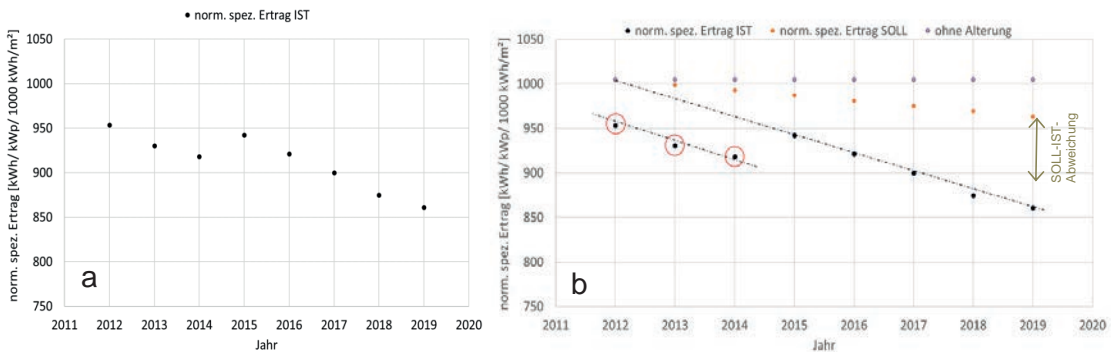 norm. spez. Ertrag IST
norm. spez. Ertrag [kWh/ kWp/ 1000 kWh/m²]
1050
1000
950
900
850
800
750
a
2011 2012 2013 2014 2015 2016 2017 2018 2019 2020
Jahr
norm. spez. Ertrag IST norm. spez. Ertrag SOLL ohne Alterung
norm. spez. Ertrag [kWh/ kWp/ 1000 kWh/m²]
1050
1000
950
900
850
800
750
SOLL-IST-
Abweichung
b
2011 2012 2013 2014 2015 2016 2017 2018 2019 2020
Jahr